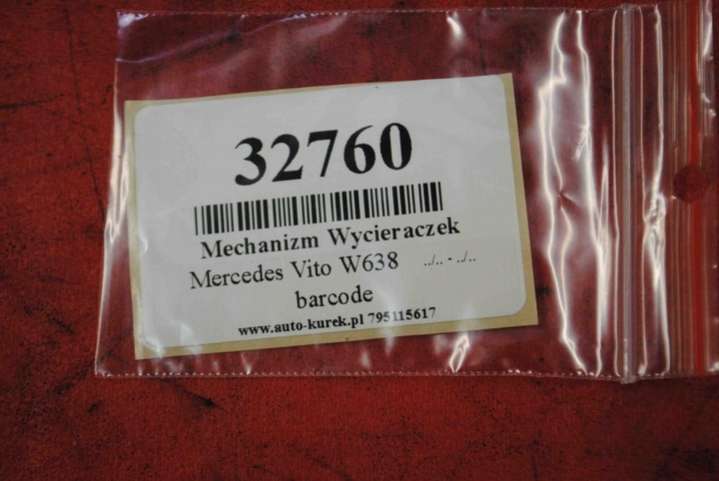 32760
Mechanizm Wycieraczek
Mercedes Vito W638 ../.. - ../..
barcode
www.auto-kurek.pl 795115617